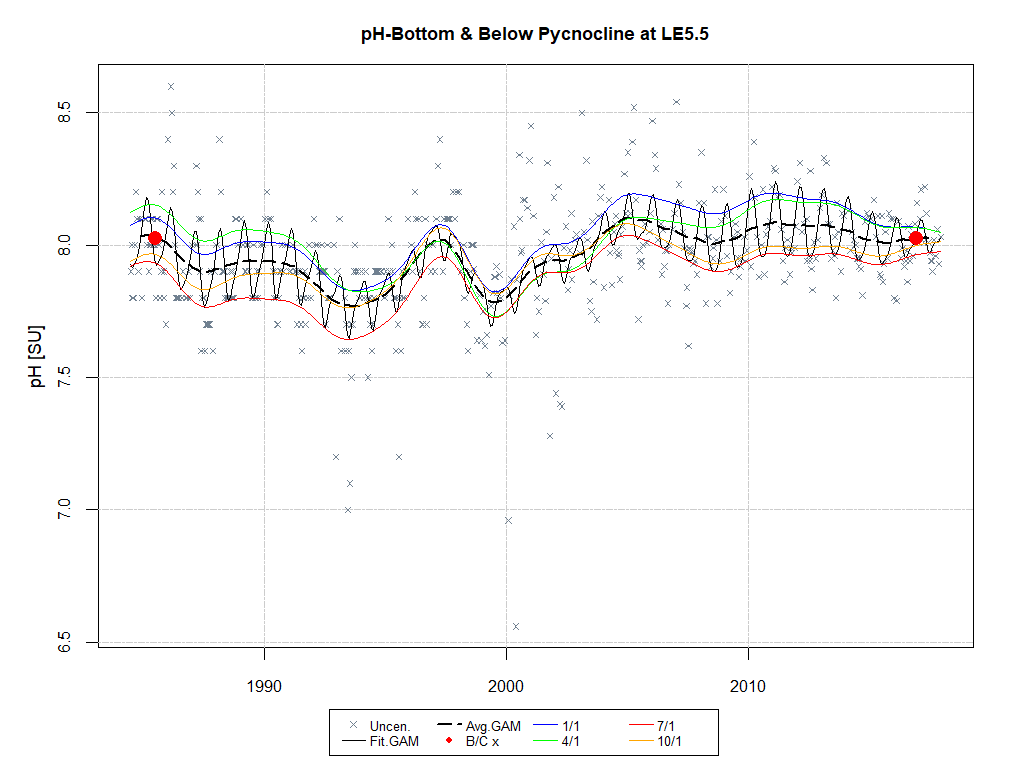 pH-Bottom & Below Pycnocline at LE5.5
pH [SU]
8.5
8.0
7.5
7.0
6.5
1990 2000 2010
Uncen. Avg.GAM 1/1 7/1
Fit.GAM B/C x 4/1 10/1